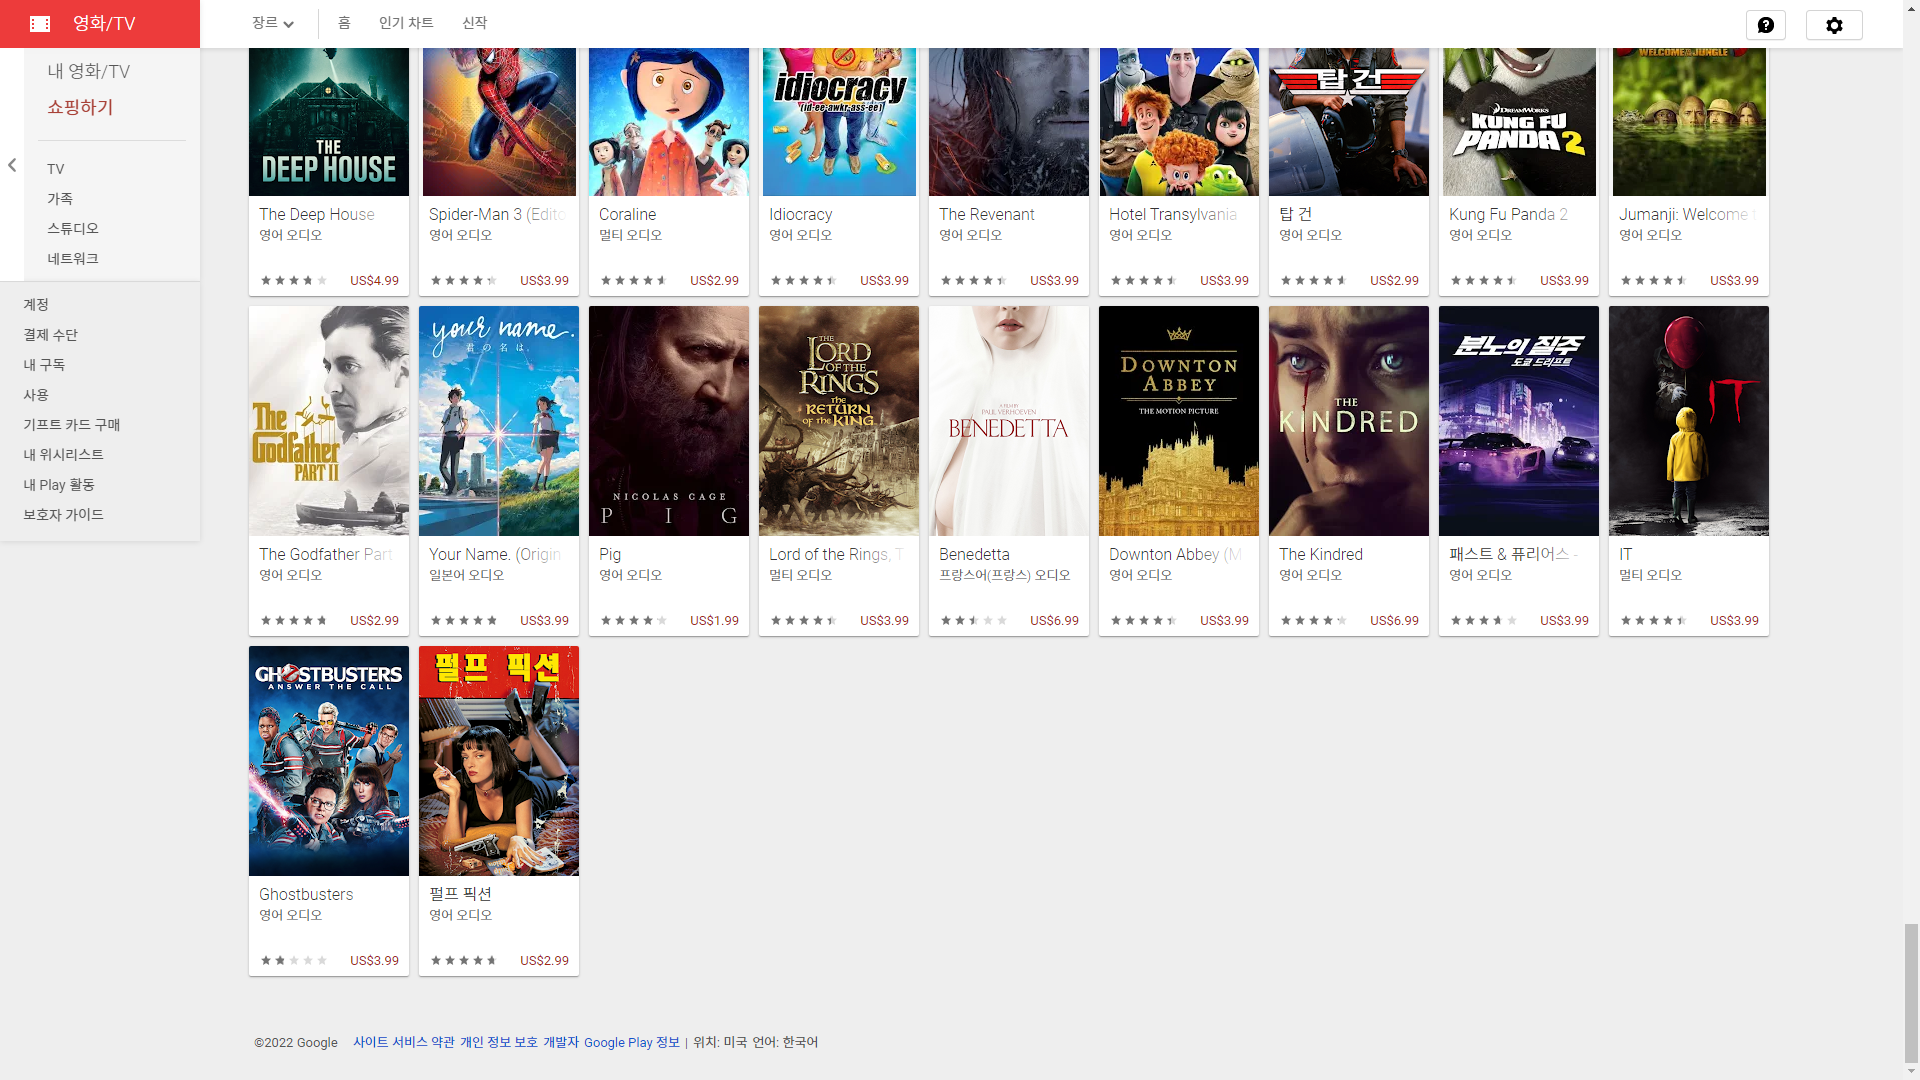 영화/TV
장르
홈
인기 차트
신작
내 영화/TV
쇼핑하기
TV
가족
스튜디오
네트워크
계정
결제 수단
내 구독
사용
기프트 카드 구매
내 위시리스트
내 Play 활동
보호자 가이드
THE
DEEP HOUSE
idiocracy
(id-ee-awkr-ass-ee)
탑건
DREAMWORKS
KUNG FU
PANDA 2
WELCOME TO THE JUNGLE
The Deep House
영어 오디오
US$4.99
Spider-Man 3 (Edito
영어 오디오
US$3.99
Coraline
멀티 오디오
US$2.99
Idiocracy
영어 오디오
US$3.99
The Revenant
영어 오디오
US$3.99
Hotel Transylvania
영어 오디오
US$3.99
탑 건
영어 오디오
US$2.99
Kung Fu Panda 2
영어 오디오
US$3.99
Jumanji: Welcome t
영어 오디오
US$3.99
The
Godfather
PART II
your name.
君の名は。
NICOLAS CAGE
PIG
THE
LORD
OF THE
RINGS
THE
RETURN
OF THE KING
A FILM BY
PAUL VERHOEVEN
BENEDETTA
DOWNTON
ABBEY
THE MOTION PICTURE
THE
KINDRED
분노의 질주
도쿄 드리프트
IT
The Godfather Part
영어 오디오
US$2.99
Your Name. (Origin
일본어 오디오
US$3.99
Pig
영어 오디오
US$1.99
Lord of the Rings, T
멀티 오디오
US$3.99
Benedetta
프랑스어(프랑스) 오디오
US$6.99
Downton Abbey (M
영어 오디오
US$3.99
The Kindred
영어 오디오
US$6.99
패스트 & 퓨리어스 -
영어 오디오
US$3.99
IT
멀티 오디오
US$3.99
GHOSTBUSTERS
ANSWER THE CALL
펄프 픽션
Ghostbusters
영어 오디오
US$3.99
펄프 픽션
영어 오디오
US$2.99
©2022 Google 사이트 서비스 약관 개인 정보 보호 개발자 Google Play 정보 | 위치: 미국 언어: 한국어